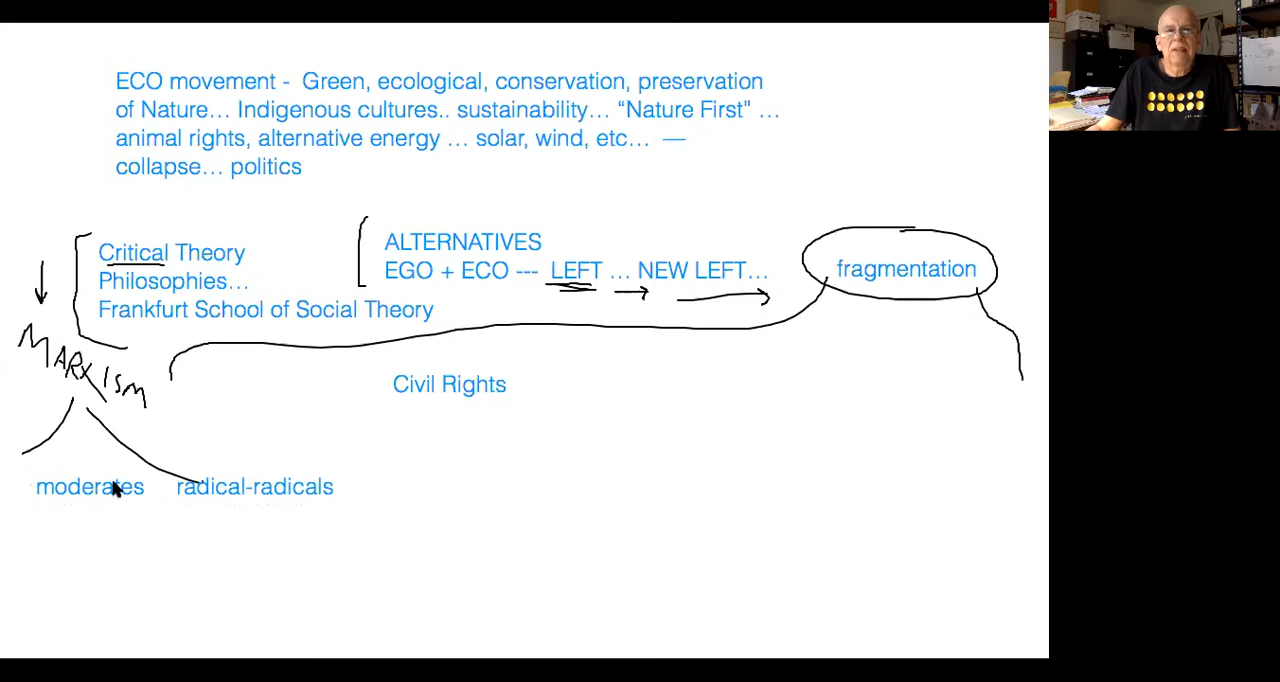 ECO movement - Green, ecological, conservation, preservation
of Nature… Indigenous cultures.. sustainability… “Nature First” …
animal rights, alternative energy … solar, wind, etc… —
collapse… politics
Critical Theory
Philosophies…
Frankfurt School of Social Theory
ALTERNATIVES
EGO + ECO --- LEFT … NEW LEFT…
fragmentation
MARXISM
Civil Rights
moderates radical-radicals